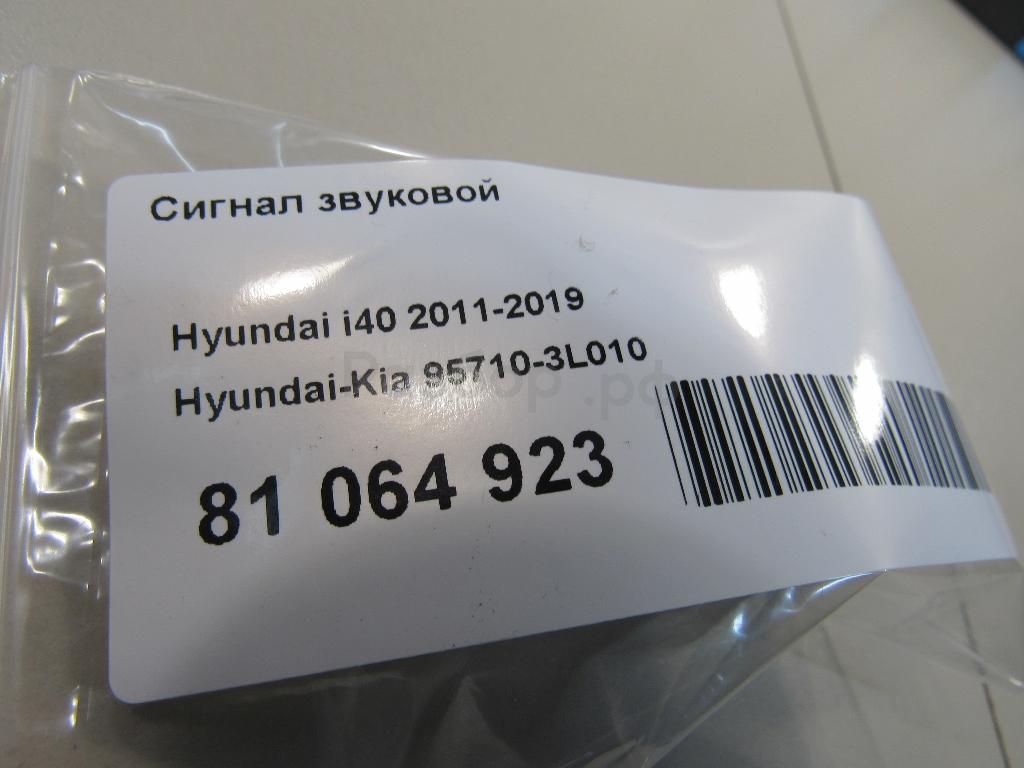 Сигнал звуковой
Hyundai i40 2011-2019
Hyundai-Kia 95710-3L010
81 064 923